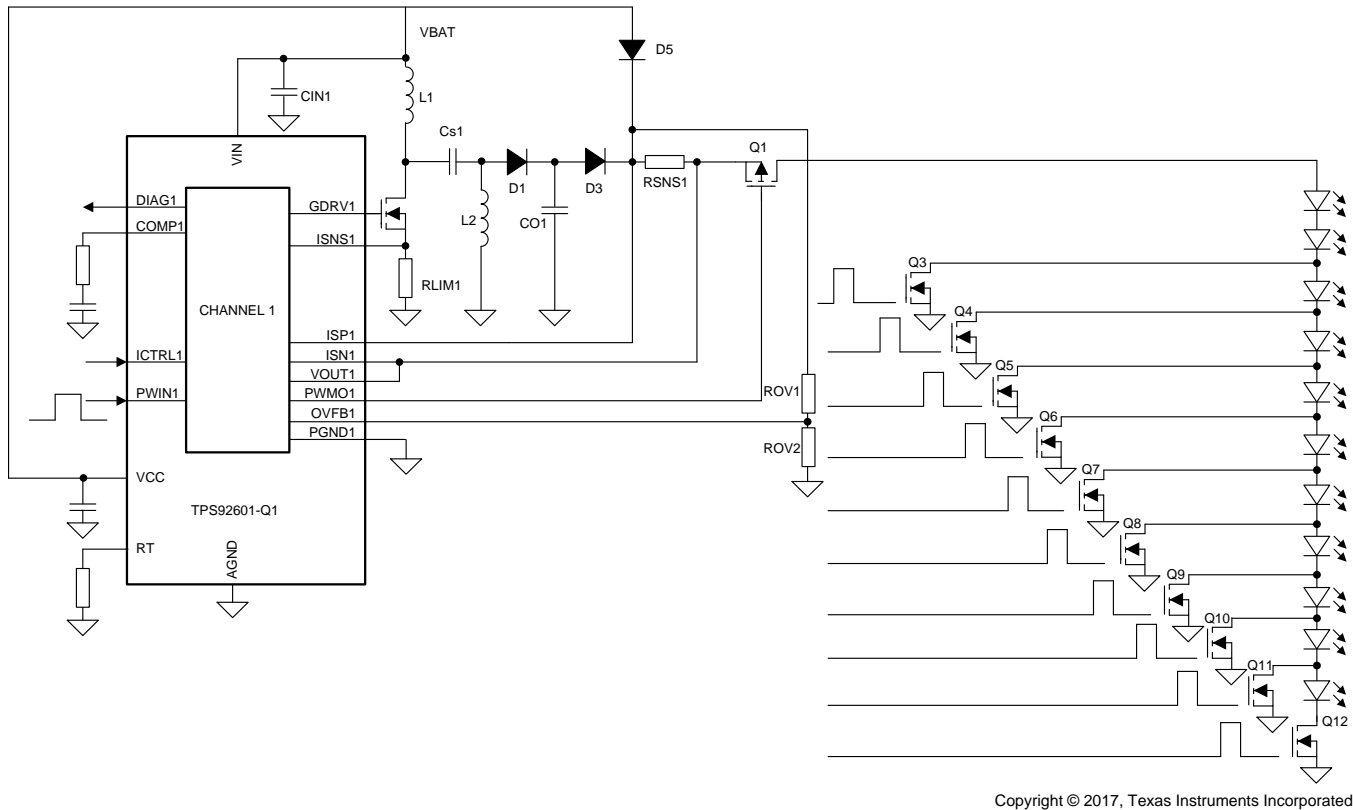 VBAT
D5
CIN1
L1
VIN
Cs1
Q1
D1
D3
RSNS1
DIAG1
COMP1
GDRV1
ISNS1
L2
CO1
RLIM1
CHANNEL 1
ISP1
ICTRL1
ISN1
VOUT1
PWIN1
PWMO1
OVFB1
PGND1
ROV1
ROV2
VCC
TPS92601-Q1
RT
AGND
Q3
Q4
Q5
Q6
Q7
Q8
Q9
Q10
Q11
Q12
Copyright © 2017, Texas Instruments Incorporated